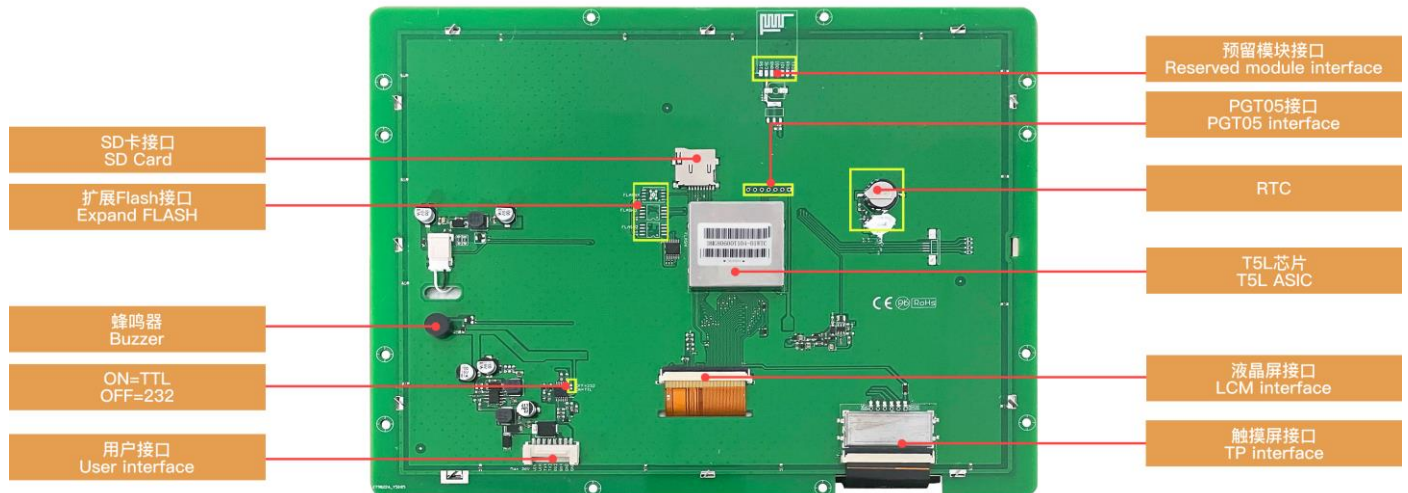 SD卡接口
SD Card
扩展Flash接口
Expand FLASH
蜂鸣器
Buzzer
ON=TTL
OFF=232
用户接口
User interface
预留模块接口
Reserved module interface
PGT05接口
PGT05 interface
RTC
T5L芯片
T5L ASIC
液晶屏接口
LCM interface
触摸屏接口
TP interface
CE Pb RoHs